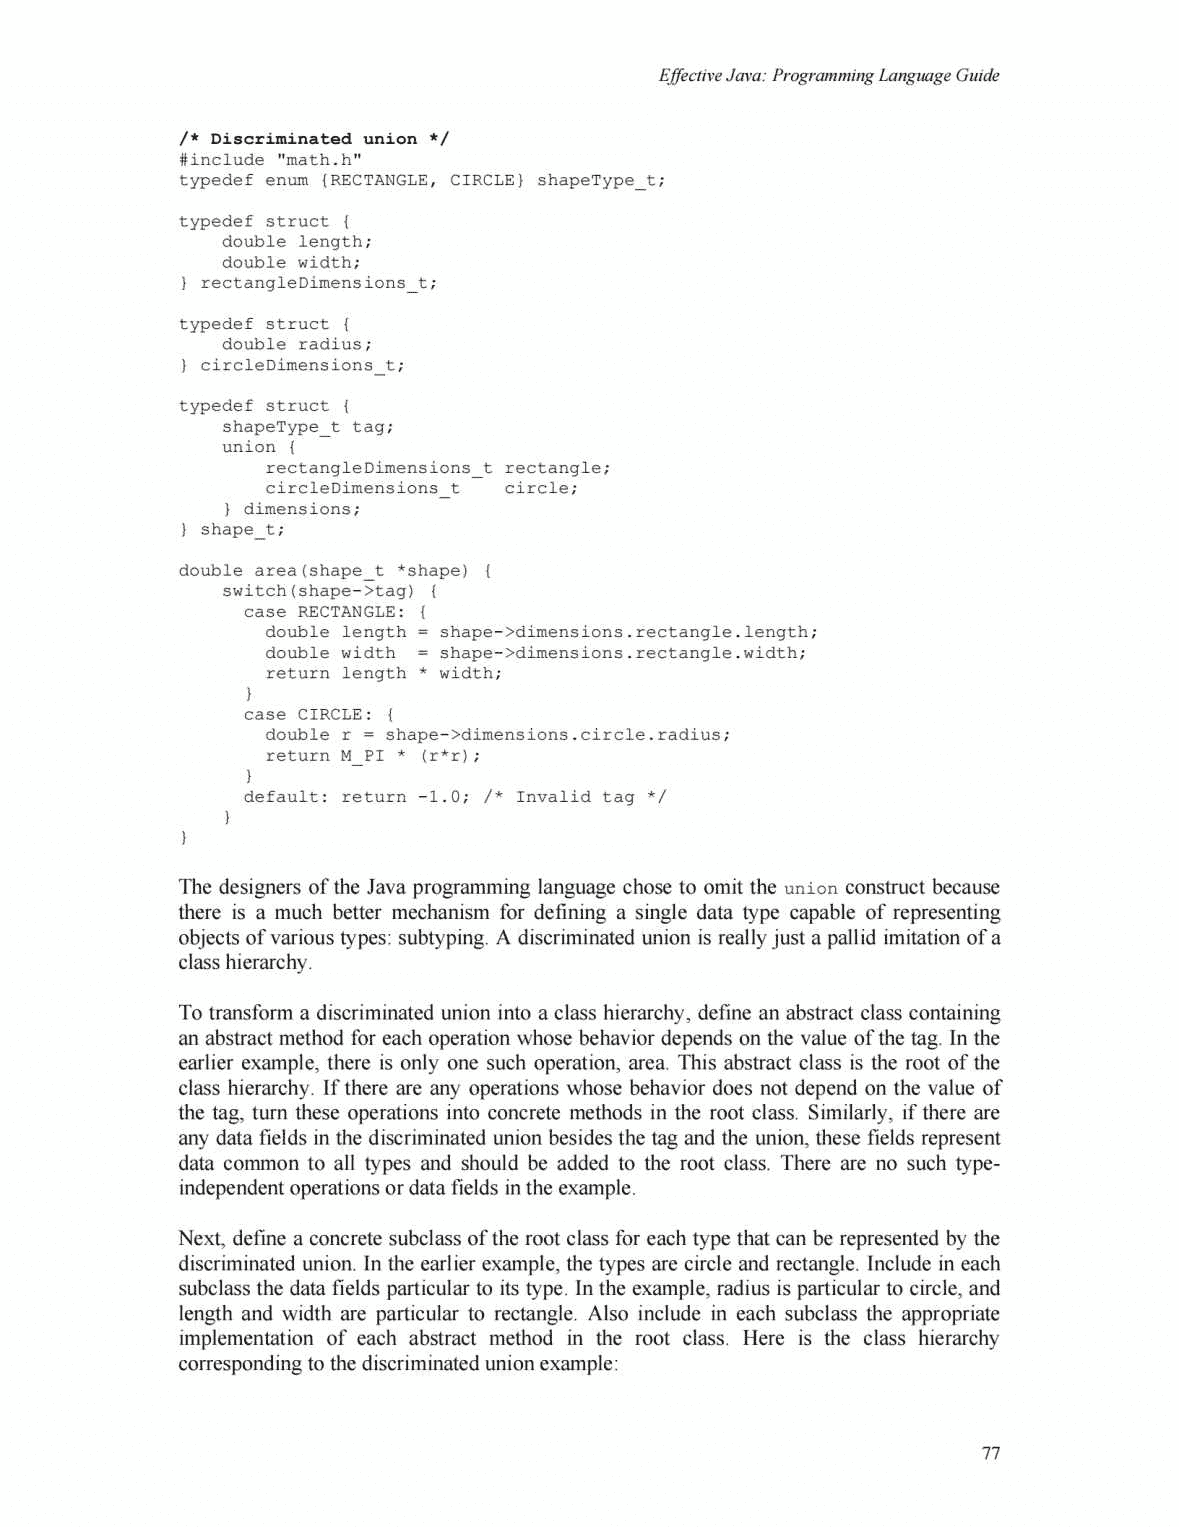 Effective Java: Programming Language Guide
/* Discriminated union */
#include "math.h"
typedef enum {RECTANGLE, CIRCLE} shapeType_t;
typedef struct {
    double length;
    double width;
} rectangleDimensions_t;
typedef struct {
    double radius;
} circleDimensions_t;
typedef struct {
    shapeType_t tag;
    union {
        rectangleDimensions_t rectangle;
        circleDimensions_t    circle;
    } dimensions;
} shape_t;
double area(shape_t *shape) {
    switch(shape->tag) {
      case RECTANGLE: {
        double length = shape->dimensions.rectangle.length;
        double width  = shape->dimensions.rectangle.width;
        return length * width;
      }
      case CIRCLE: {
        double r = shape->dimensions.circle.radius;
        return M_PI * (r*r);
      }
      default: return -1.0; /* Invalid tag */
    }
}
The designers of the Java programming language chose to omit the union construct because
there is a much better mechanism for defining a single data type capable of representing
objects of various types: subtyping. A discriminated union is really just a pallid imitation of a
class hierarchy.
To transform a discriminated union into a class hierarchy, define an abstract class containing
an abstract method for each operation whose behavior depends on the value of the tag. In the
earlier example, there is only one such operation, area. This abstract class is the root of the
class hierarchy. If there are any operations whose behavior does not depend on the value of
the tag, turn these operations into concrete methods in the root class. Similarly, if there are
any data fields in the discriminated union besides the tag and the union, these fields represent
data common to all types and should be added to the root class. There are no such type-
independent operations or data fields in the example.
Next, define a concrete subclass of the root class for each type that can be represented by the
discriminated union. In the earlier example, the types are circle and rectangle. Include in each
subclass the data fields particular to its type. In the example, radius is particular to circle, and
length and width are particular to rectangle. Also include in each subclass the appropriate
implementation of each abstract method in the root class. Here is the class hierarchy
corresponding to the discriminated union example:
77